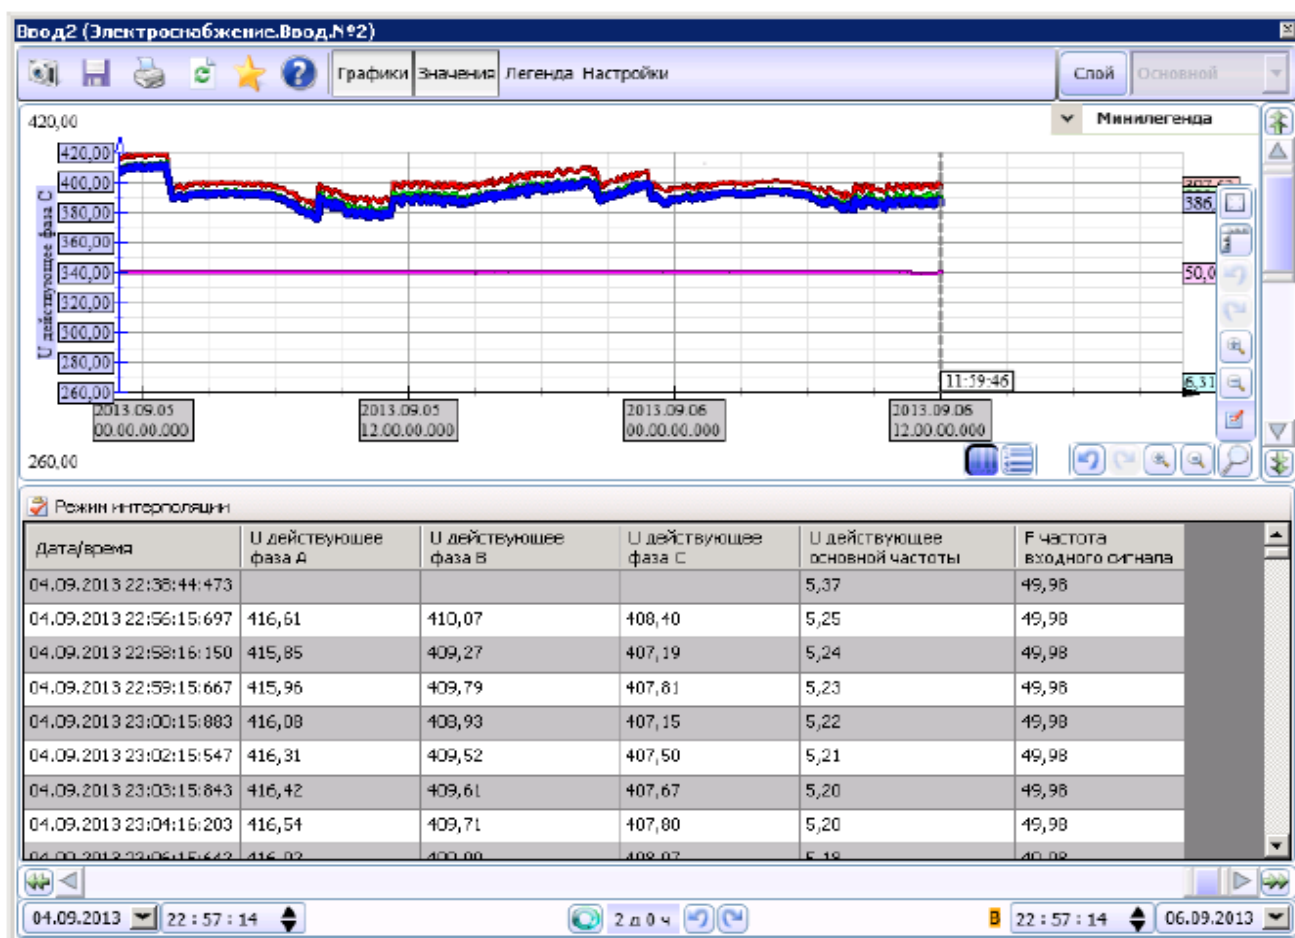 Ввод2 (Электроснабжение.Ввод.№2)
Графики Значения Легенда Настройки Слой Основной
420,00 Минилегенда
420,00
400,00
380,00
360,00
340,00
320,00
300,00
280,00
260,00
U действующее фаза C
397,63
386,
50,0
6,31
11:59:46
2013.09.05 2013.09.05 2013.09.06 2013.09.06
00.00.00.000 12.00.00.000 00.00.00.000 12.00.00.000
260,00
Режим интерполяции
Дата/время U действующее фаза A U действующее фаза B U действующее фаза C U действующее основной частоты F частота входного сигнала
04.09.2013 22:38:44:473 5,37 49,98
04.09.2013 22:56:15:697 416,61 410,07 408,40 5,25 49,98
04.09.2013 22:58:16:150 415,85 409,27 407,19 5,24 49,98
04.09.2013 22:59:15:667 415,96 409,79 407,81 5,23 49,98
04.09.2013 23:00:15:883 416,08 408,93 407,15 5,22 49,98
04.09.2013 23:02:15:547 416,31 409,52 407,50 5,21 49,98
04.09.2013 23:03:15:843 416,42 409,61 407,67 5,20 49,98
04.09.2013 23:04:16:203 416,54 409,71 407,80 5,20 49,98
04.09.2013 22:57:14 2 д 0 ч В 22:57:14 06.09.2013